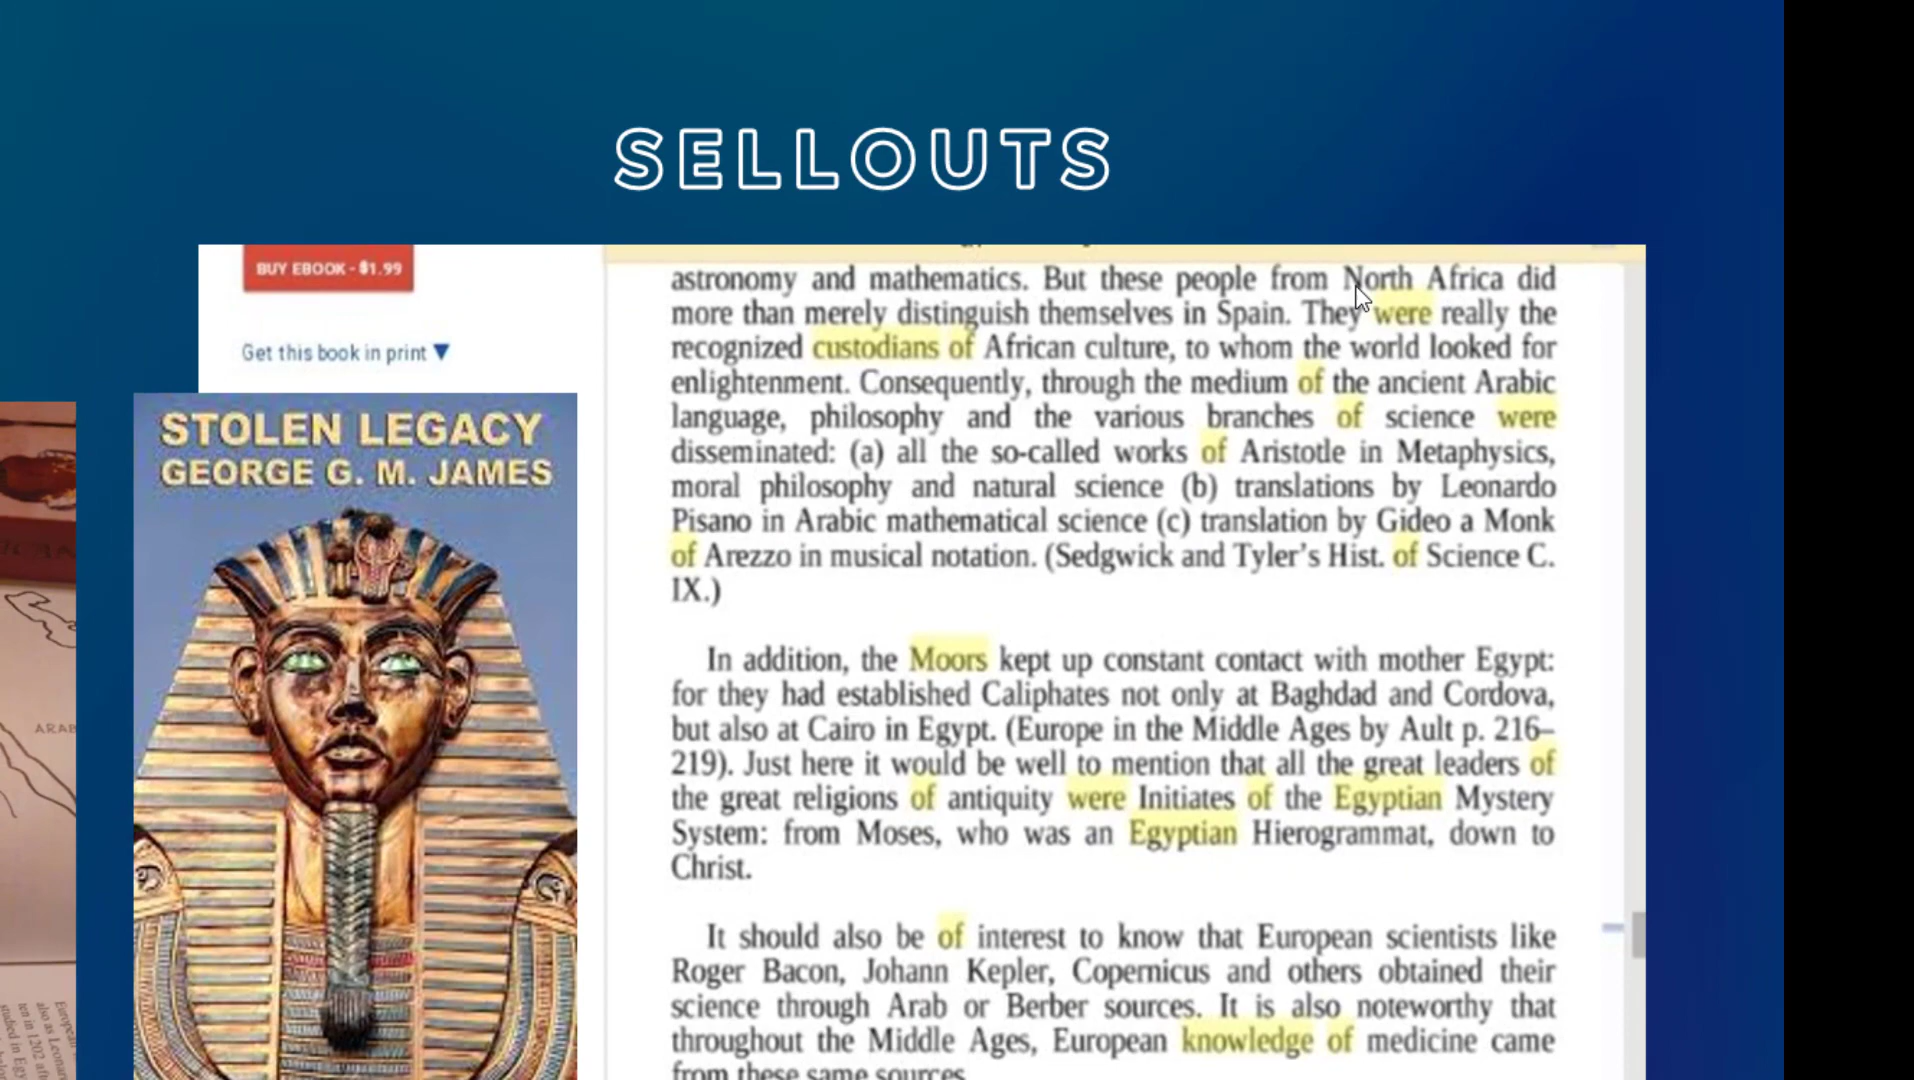 SELLOUTS
BUY EBOOK - $1.99
Get this book in print ▼
STOLEN LEGACY
GEORGE G. M. JAMES
astronomy and mathematics. But these people from North Africa did
more than merely distinguish themselves in Spain. They were really the
recognized custodians of African culture, to whom the world looked for
enlightenment. Consequently, through the medium of the ancient Arabic
language, philosophy and the various branches of science were
disseminated: (a) all the so-called works of Aristotle in Metaphysics,
moral philosophy and natural science (b) translations by Leonardo
Pisano in Arabic mathematical science (c) translation by Gideo a Monk
of Arezzo in musical notation. (Sedgwick and Tyler's Hist. of Science C.
IX.)
In addition, the Moors kept up constant contact with mother Egypt:
for they had established Caliphates not only at Baghdad and Cordova,
but also at Cairo in Egypt. (Europe in the Middle Ages by Ault p. 216–
219). Just here it would be well to mention that all the great leaders of
the great religions of antiquity were Initiates of the Egyptian Mystery
System: from Moses, who was an Egyptian Hierogrammat, down to
Christ.
It should also be of interest to know that European scientists like
Roger Bacon, Johann Kepler, Copernicus and others obtained their
science through Arab or Berber sources. It is also noteworthy that
throughout the Middle Ages, European knowledge of medicine came
from these same sources.
ARAB